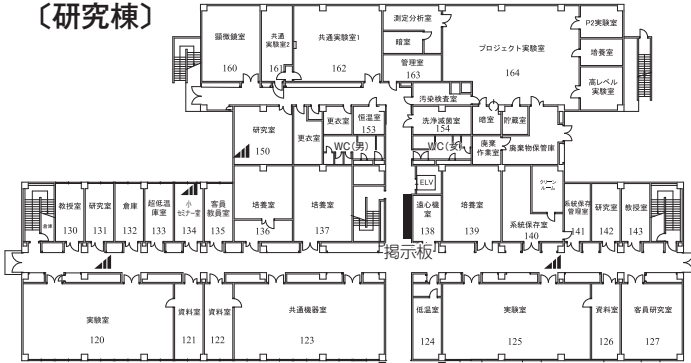 〔研究棟〕
顕微鏡室
160
共通
実験室2
161
共通実験室1
162
測定分析室
暗室
管理室
163
プロジェクト実験室
164
P2実験室
培養室
高レベル
実験室
汚染検査室
研究室
150
更衣室
更衣室
恒温室
153
WC(男)
洗浄滅菌室
154
WC(女)
暗室
貯蔵室
廃棄
作業室
廃棄物保管庫
倉庫
教授室
130
研究室
131
倉庫
132
超低温
庫室
133
小
セミナー室
134
客員
教員室
135
培養室
136
培養室
137
ELV
遠心機
室
138
培養室
139
クリーン
ルーム
系統保存室
140
系統保存
管理室
141
研究室
142
教授室
143
掲示板
実験室
120
資料室
121
資料室
122
共通機器室
123
低温室
124
実験室
125
資料室
126
客員研究室
127